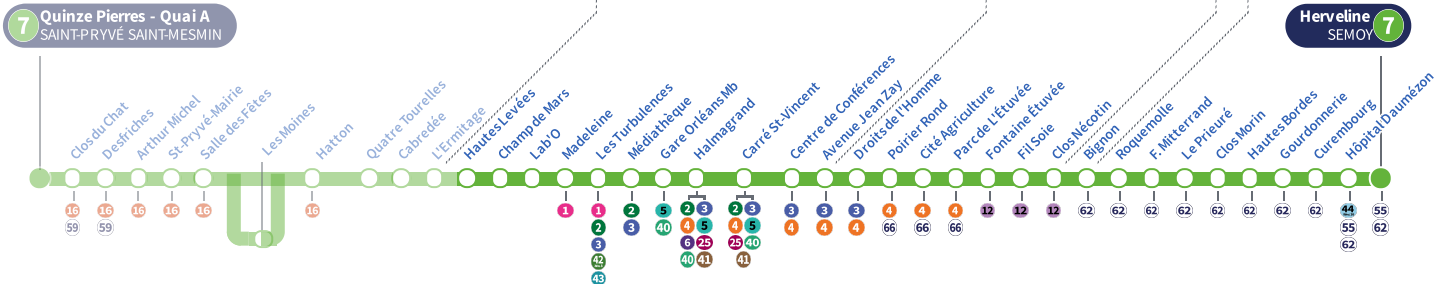 7
Quinze Pierres - Quai A
SAINT-PRYVÉ SAINT-MESMIN
Herveline
SEMOY
7
Clos du Chat
Desfriches
Arthur Michel
St-Pryvé-Mairie
Salle des Fêtes
Les Moines
Hatton
Quatre Tourelles
Cabredée
L'Ermitage
Hautes Levées
Champ de Mars
Lab'O
Madeleine
Les Turbulences
Médiathèque
Gare Orléans Mb
Halmagrand
Carré St-Vincent
Centre de Conférences
Avenue Jean Zay
Droits de l'Homme
Poirier Rond
Cité Agriculture
Parc de L'Étuvée
Fontaine Étuvée
Fil Soie
Clos Nécotin
Bignon
Roquemolle
F. Mitterrand
Le Prieuré
Clos Morin
Hautes Bordes
Gourdonnerie
Curembourg
Hôpital Daumézon
16 16 16 16 16 16 1 1 2 5 2 3 2 3 3 3 3 4 4 4 12 12 12 62 62 62 62 62 62 62 62 44 55
59 59 2 3 40 4 5 4 5 4 4 4 66 66 66 55 62
3 6 25 25 40 62
42 40 41 41
43